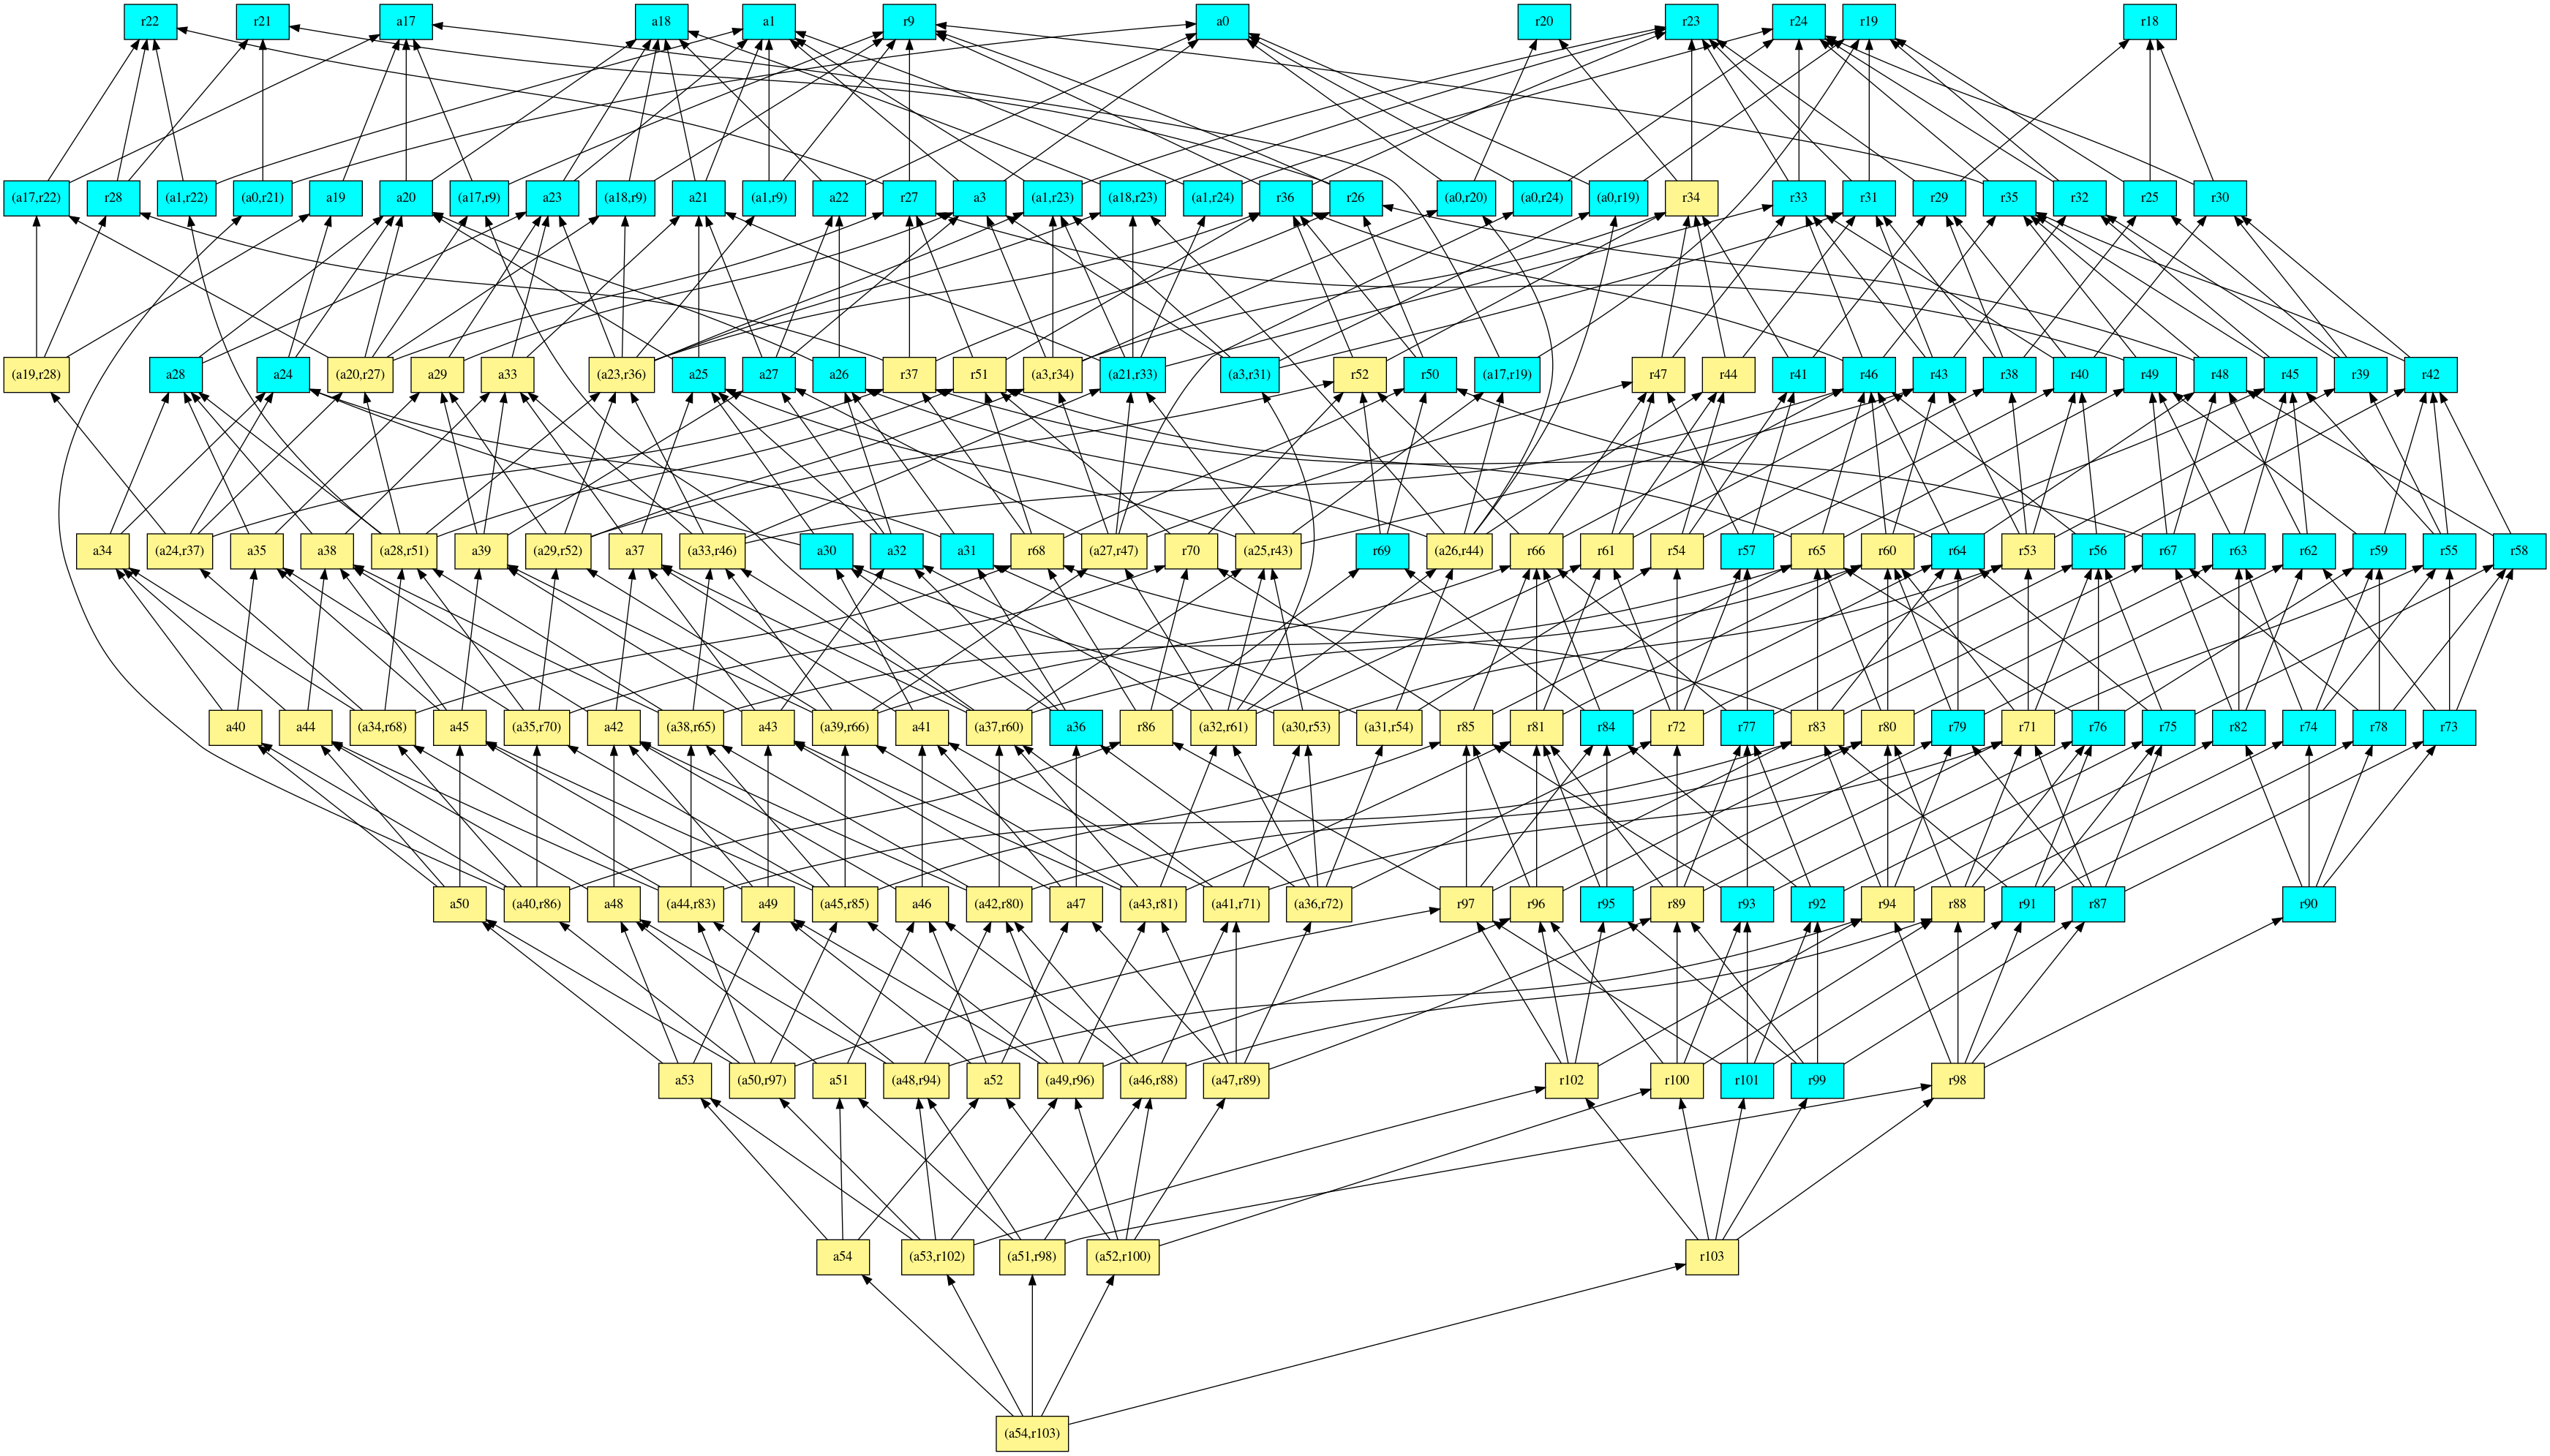 r22 r21 a17 a18 a1 r9 a0 r20 r23 r24 r19 r18
(a17,r22) r28 (a1,r22) (a0,r21) a19 a20 (a17,r9) a23 (a18,r9) a21 (a1,r9) a22 r27 a3 (a1,r23) (a18,r23) (a1,r24) r36 r26 (a0,r20) (a0,r24) (a0,r19) r34 r33 r31 r29 r35 r32 r25 r30
(a19,r28) a28 a24 (a20,r27) a29 a33 (a23,r36) a25 a27 a26 r37 r51 (a3,r34) (a21,r33) (a3,r31) r52 r50 (a17,r19) r47 r44 r41 r46 r43 r38 r40 r49 r48 r45 r39 r42
a34 (a24,r37) a35 a38 (a28,r51) a39 (a29,r52) a37 (a33,r46) a30 a32 a31 r68 (a27,r47) r70 (a25,r43) r69 (a26,r44) r66 r61 r54 r57 r65 r60 r64 r53 r56 r67 r63 r62 r59 r55 r58
a40 a44 (a34,r68) a45 (a35,r70) a42 (a38,r65) a43 (a39,r66) a41 (a37,r60) a36 r86 (a32,r61) (a30,r53) (a31,r54) r85 r81 r84 r72 r77 r83 r80 r79 r71 r76 r75 r82 r74 r78 r73
a50 (a40,r86) a48 (a44,r83) a49 (a45,r85) a46 (a42,r80) a47 (a43,r81) (a41,r71) (a36,r72) r97 r96 r95 r89 r93 r92 r94 r88 r91 r87 r90
a53 (a50,r97) a51 (a48,r94) a52 (a49,r96) (a46,r88) (a47,r89) r102 r100 r101 r99 r98
a54 (a53,r102) (a51,r98) (a52,r100) r103
(a54,r103)